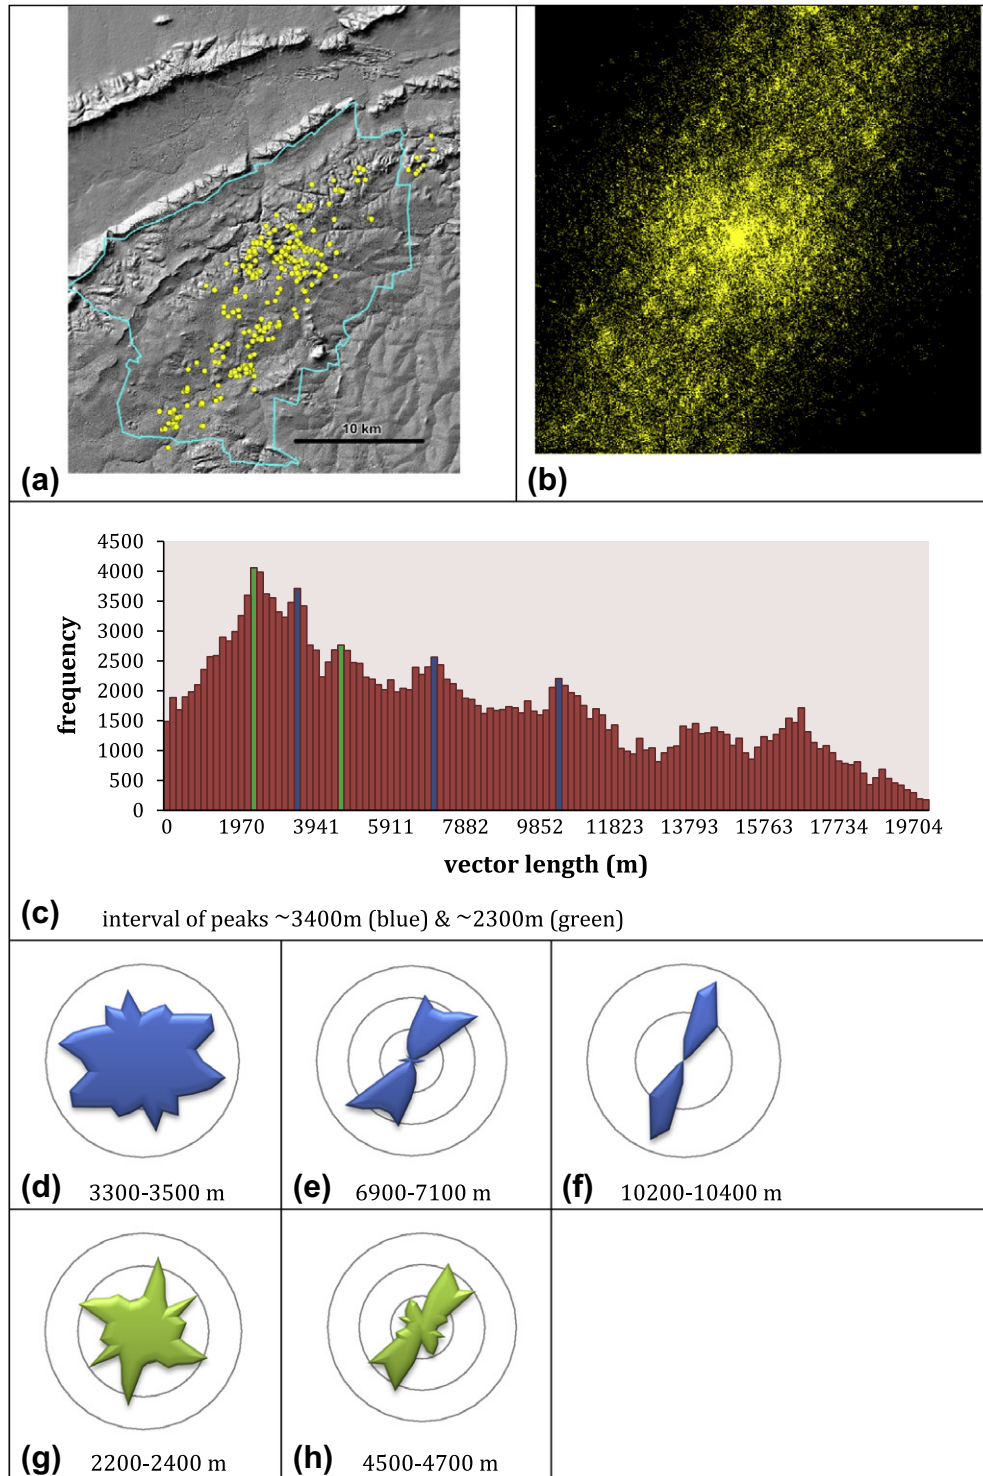 10 km
(a)
(b)
4500
4000
3500
3000
2500
2000
1500
1000
500
0
frequency
0 1970 3941 5911 7882 9852 11823 13793 15763 17734 19704
vector length (m)
(c) interval of peaks ~3400m (blue) & ~2300m (green)
(d) 3300-3500 m
(e) 6900-7100 m
(f) 10200-10400 m
(g) 2200-2400 m
(h) 4500-4700 m